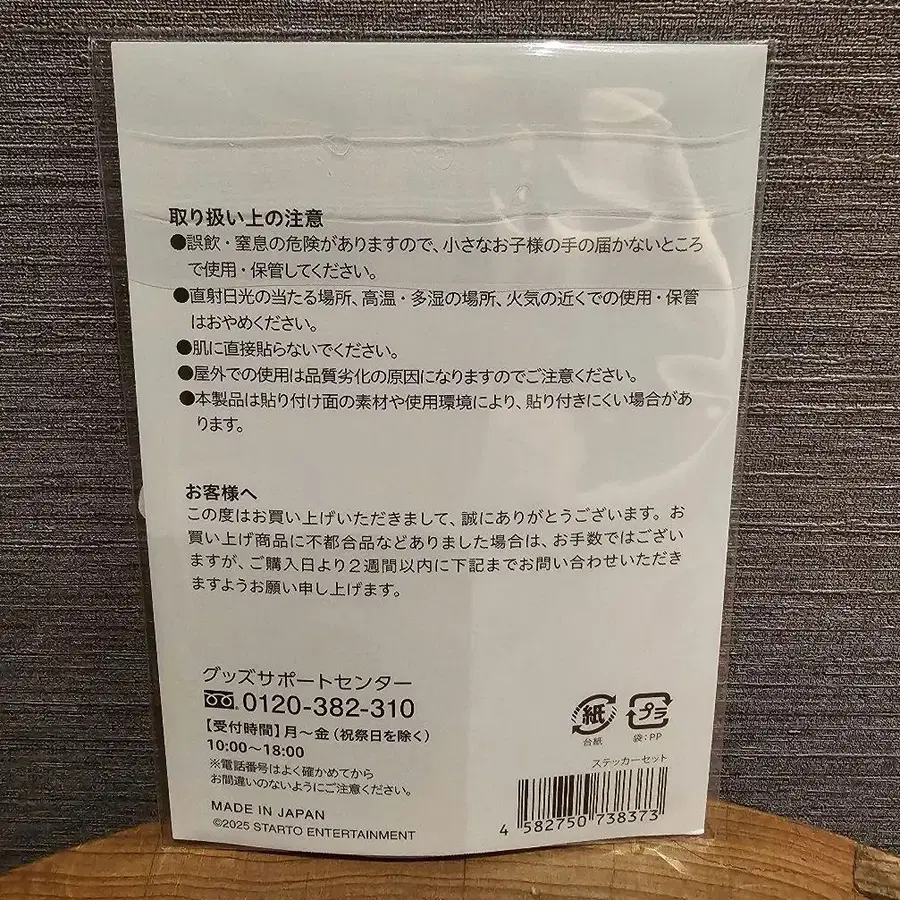 取り扱い上の注意
●誤飲・窒息の危険がありますので、小さなお子様の手の届かないところ
で使用・保管してください。
●直射日光の当たる場所、高温・多湿の場所、火気の近くでの使用・保管
はおやめください。
●肌に直接貼らないでください。
●屋外での使用は品質劣化の原因になりますのでご注意ください。
●本製品は貼り付け面の素材や使用環境により、貼り付きにくい場合があ
ります。
お客様へ
この度はお買い上げいただきまして、誠にありがとうございます。お
買い上げ商品に不都合品などありました場合は、お手数ではござい
ますが、ご購入日より2週間以内に下記までお問い合わせいただき
ますようお願い申し上げます。
グッズサポートセンター
0120-382-310
【受付時間】月〜金(祝祭日を除く)
10:00〜18:00
※電話番号はよく確かめてから
お間違いのないようにご注意ください。
MADE IN JAPAN
©2025 STARTO ENTERTAINMENT
紙
台紙
プラ
袋:PP
ステッカーセット
4 582750 738373